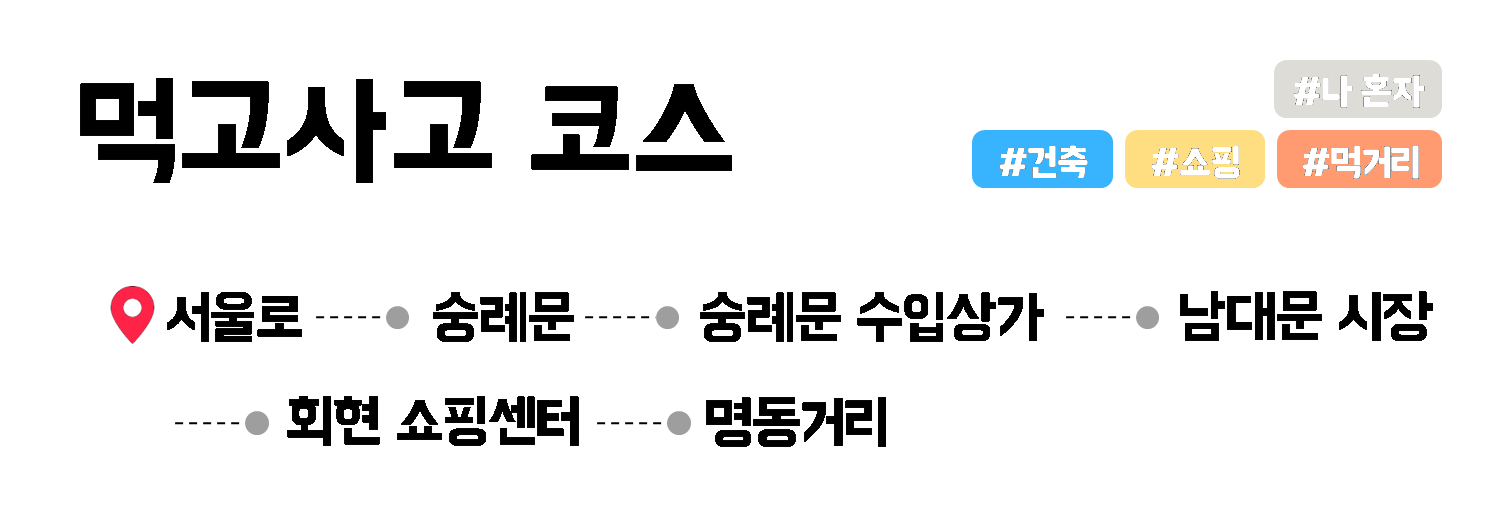 먹고사고 코스
#나 혼자
#건축 #쇼핑 #먹거리
서울로 숭례문 숭례문 수입상가 남대문 시장
회현 쇼핑센터 명동거리